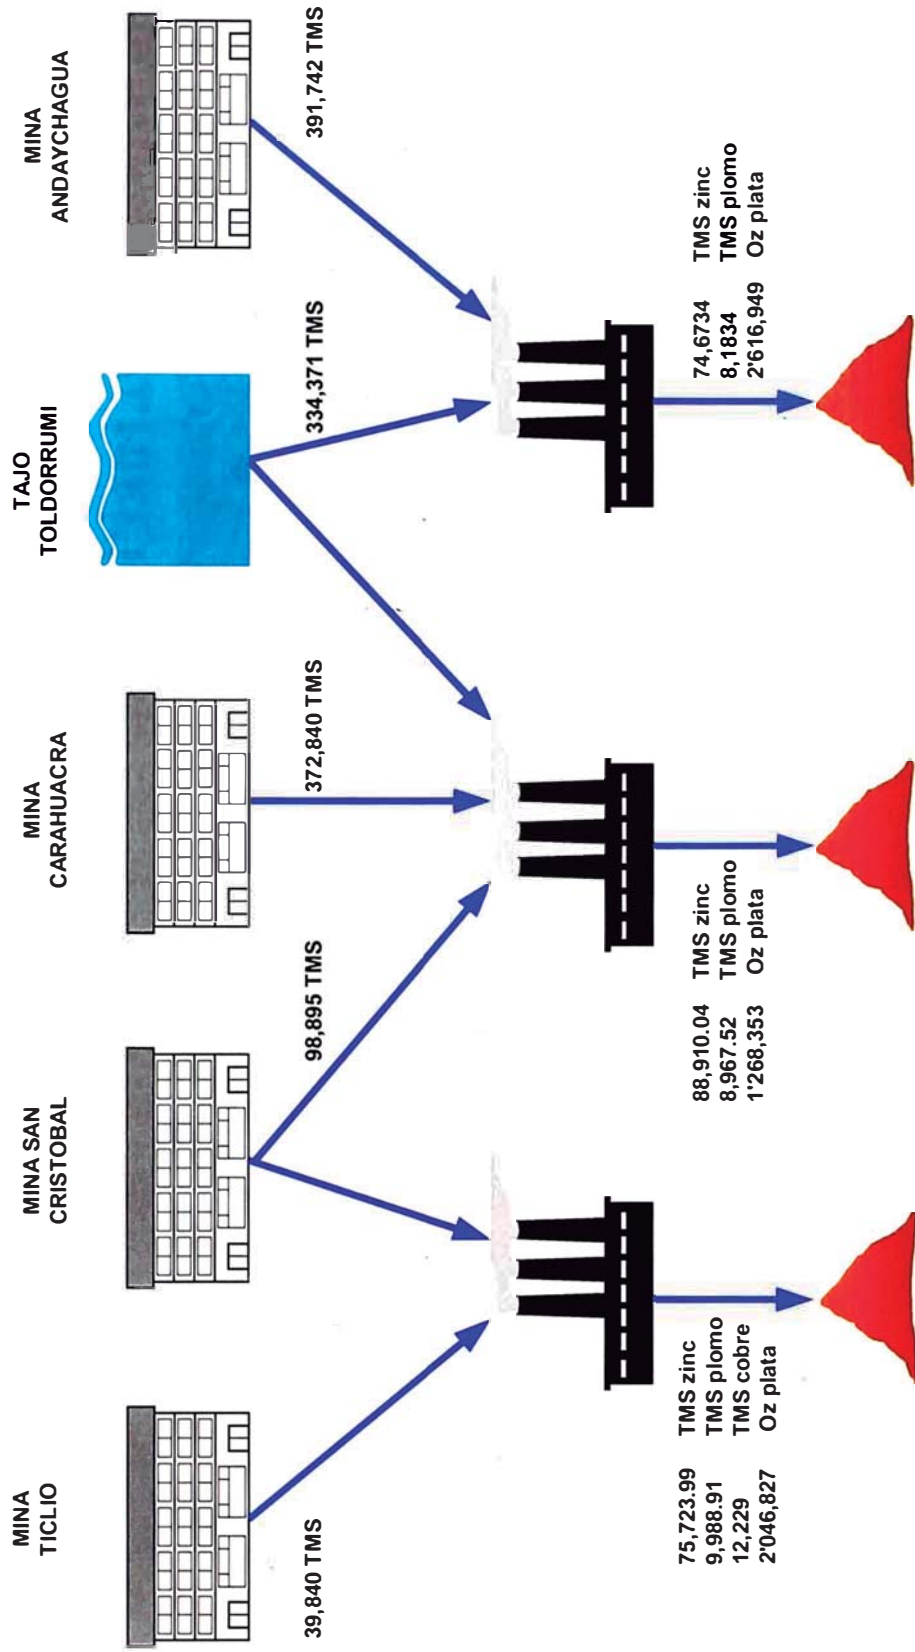 MINA
TICLIO
MINA SAN
CRISTOBAL
MINA
CARAHUACRA
TAJO
TOLDORRUMI
MINA
ANDAYCHAGUA
39,840 TMS
98,895 TMS
372,840 TMS
334,371 TMS
391,742 TMS
75,723.99 TMS zinc
9,988.91 TMS plomo
12,229 TMS cobre
2'046,827 Oz plata
88,910.04 TMS zinc
8,967.52 TMS plomo
1'268,353 Oz plata
74,6734 TMS zinc
8,1834 TMS plomo
2'616,949 Oz plata